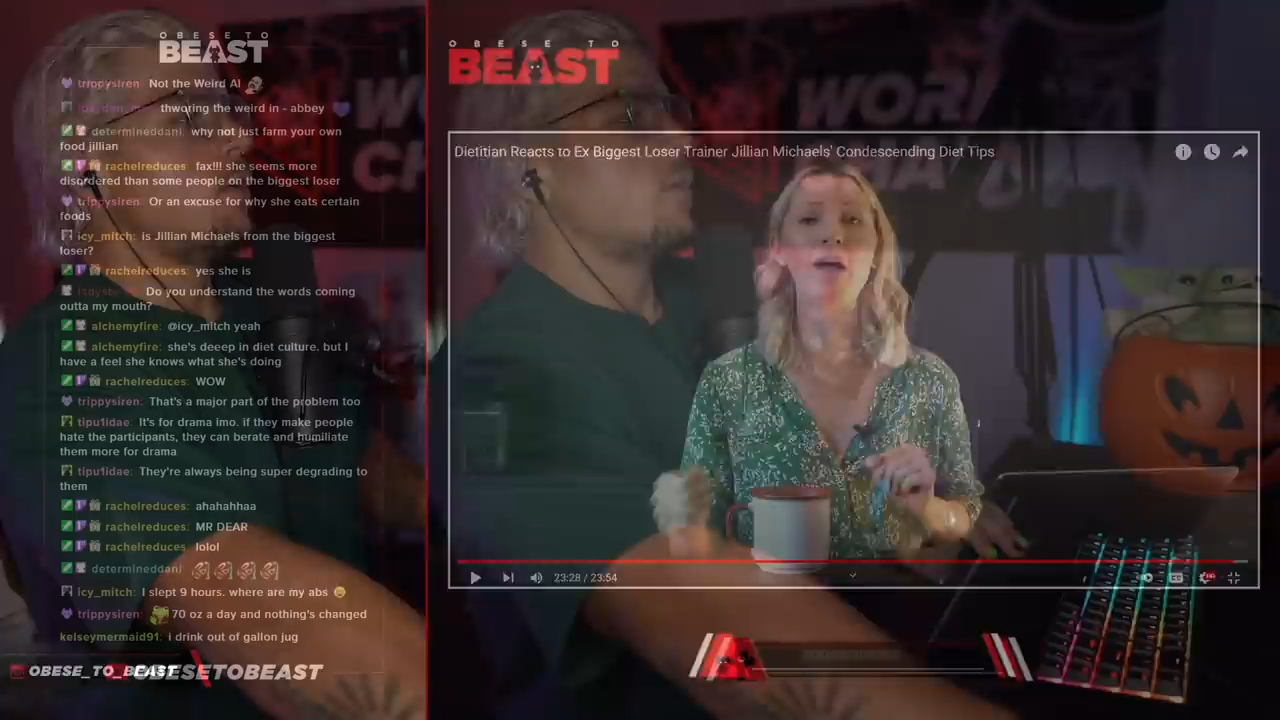 OBESE TO
BEAST
trippysiren: Not the Weird Al
thworing the weird in - abbey
determineddani: why not just farm your own
food jillian
rachelreduces: fax!!! she seems more
disordered than some people on the biggest loser
trippysiren: Or an excuse for why she eats certain
foods
icy_mitch: is Jillian Michaels from the biggest
loser?
rachelreduces: yes she is
Do you understand the words coming
outta my mouth?
alchemyfire: @icy_mitch yeah
alchemyfire: she's deeep in diet culture. but I
have a feel she knows what she's doing
rachelreduces: WOW
trippysiren: That's a major part of the problem too
tipu1idae: It's for drama imo. if they make people
hate the participants, they can berate and humiliate
them more for drama
tipu1idae: They're always being super degrading to
them
rachelreduces: ahahahhaa
rachelreduces: MR DEAR
rachelreduces: lolol
determineddani:
icy_mitch: I slept 9 hours. where are my abs
trippysiren: 70 oz a day and nothing's changed
kelseymermaid91: i drink out of gallon jug
OBESE_TO_BEAST
OBESETOBEAST
OBESE TO
BEAST
WOR
Dietitian Reacts to Ex Biggest Loser Trainer Jillian Michaels' Condescending Diet Tips
23:28 / 23:54